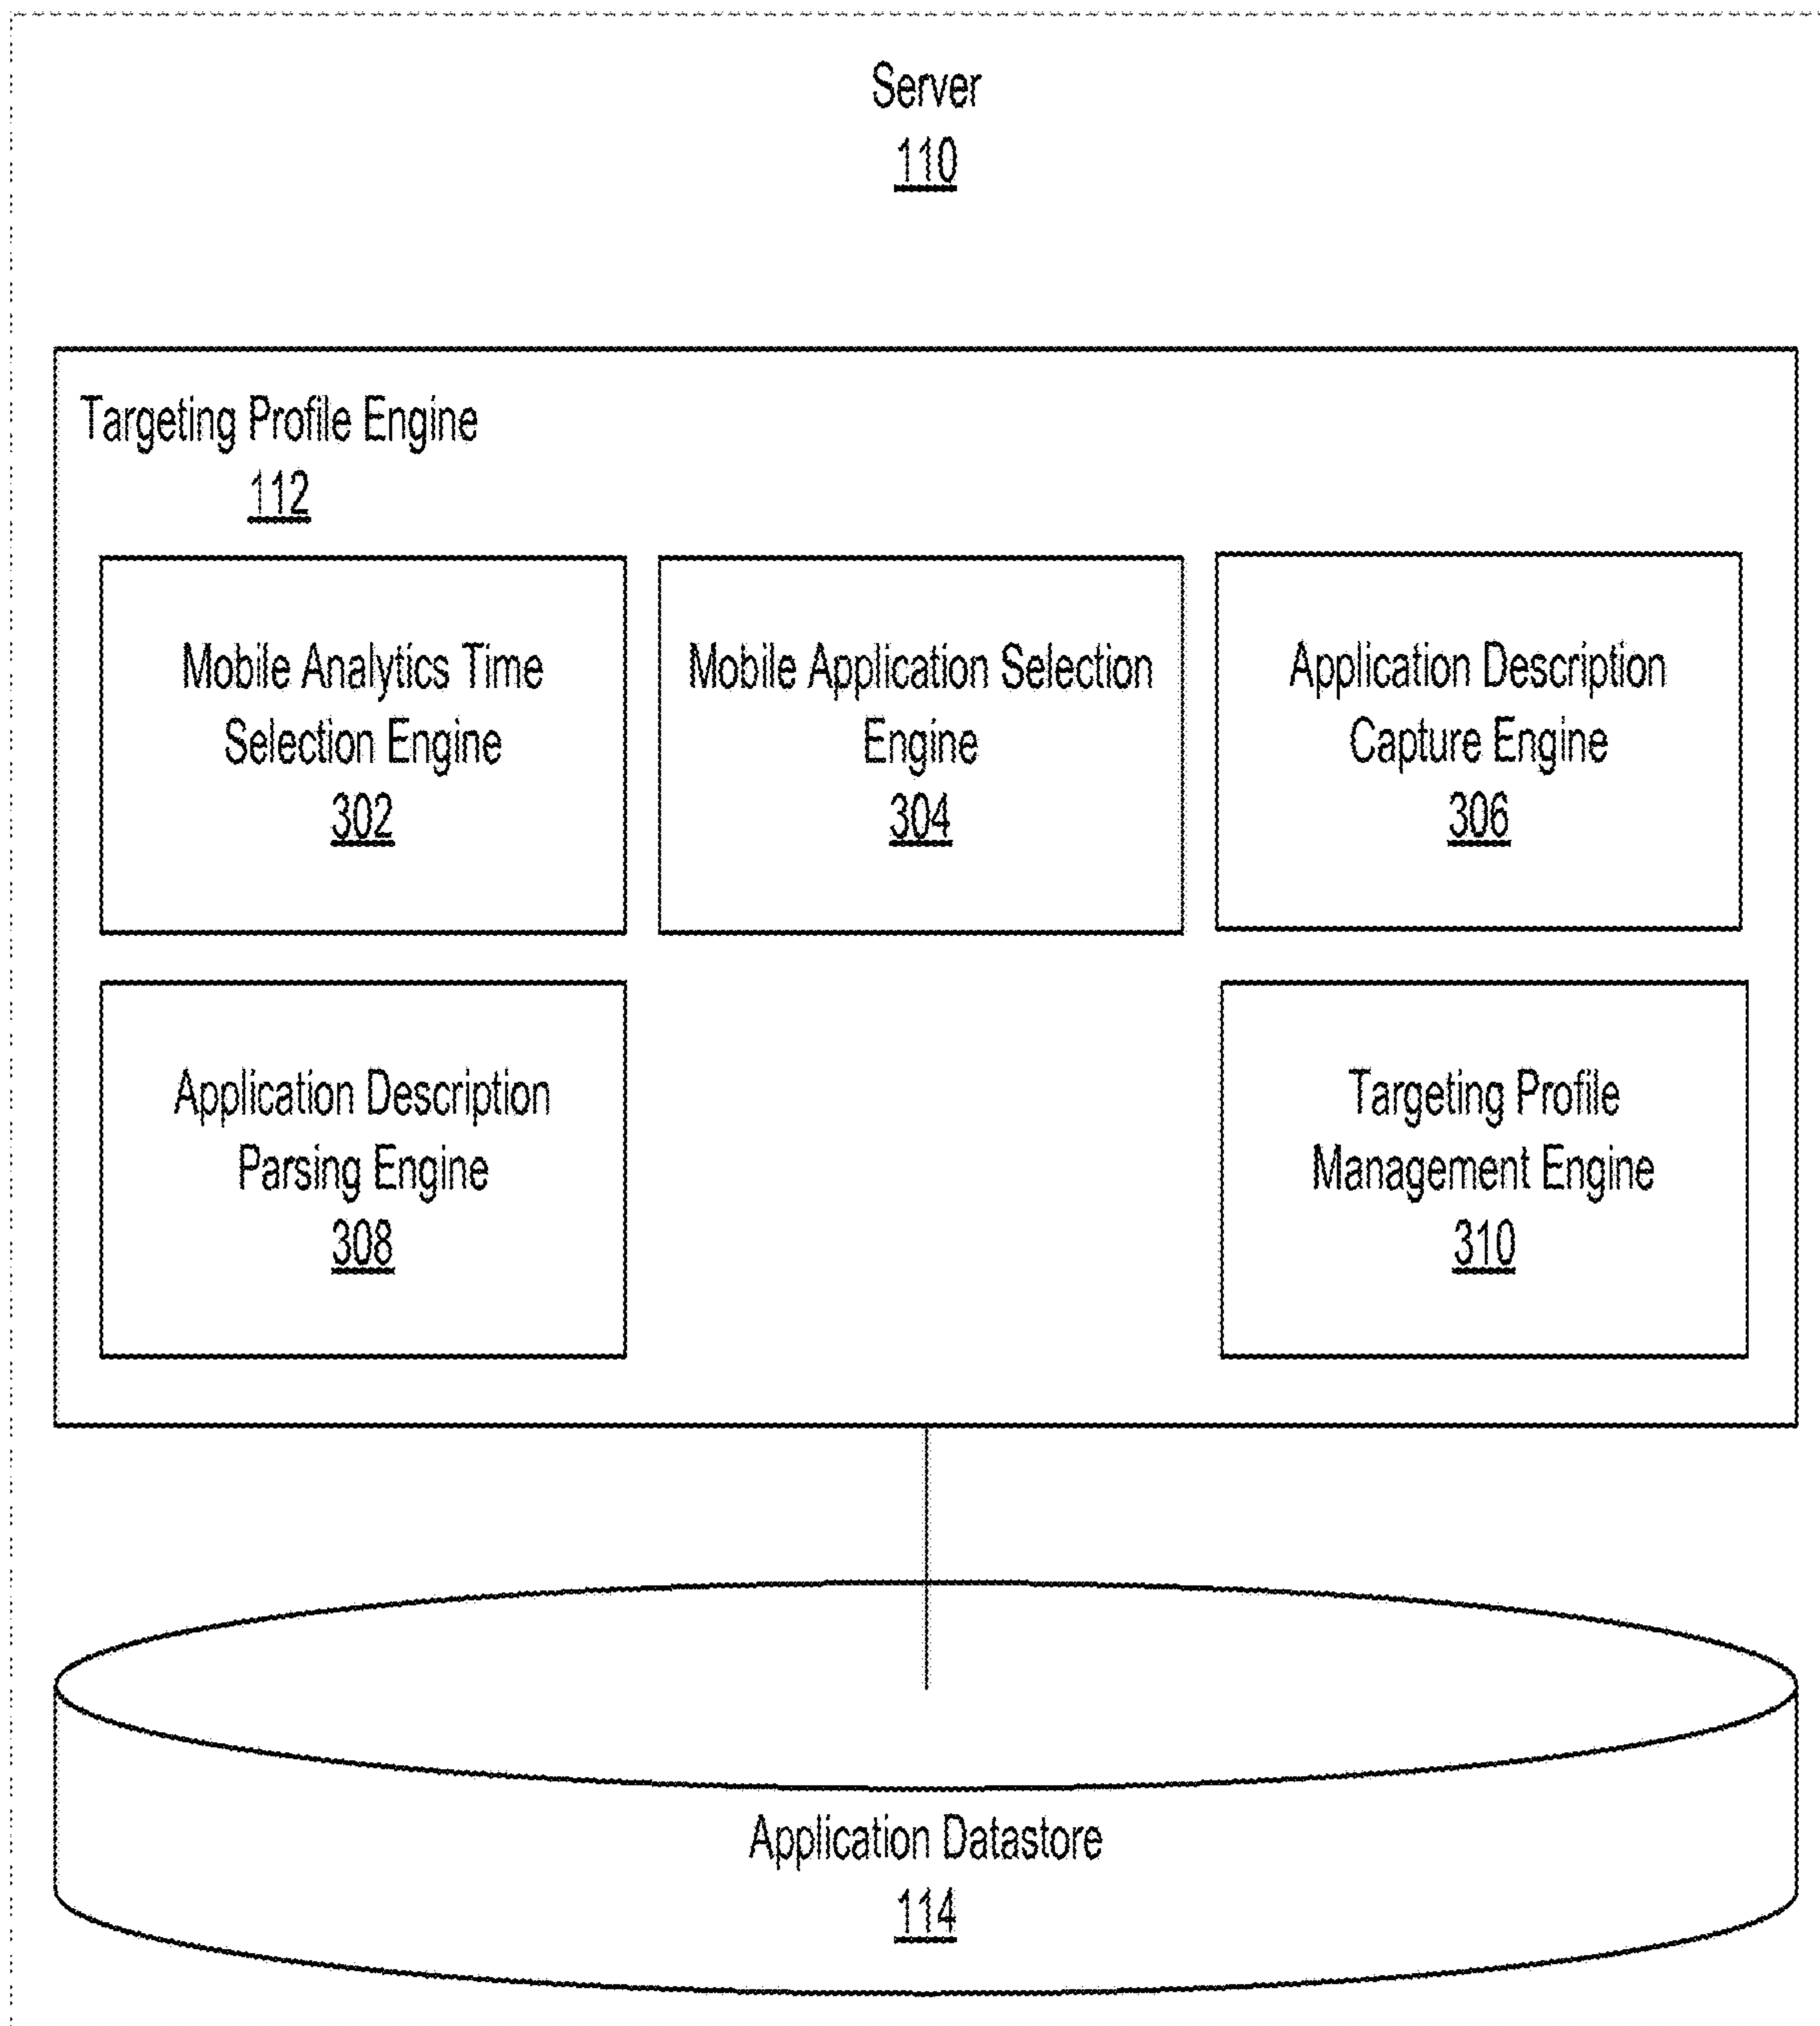 Server
110
Targeting Profile Engine
112
Mobile Analytics Time
Selection Engine
302
Mobile Application Selection
Engine
304
Application Description
Capture Engine
306
Application Description
Parsing Engine
308
Targeting Profile
Management Engine
310
Application Datastore
114